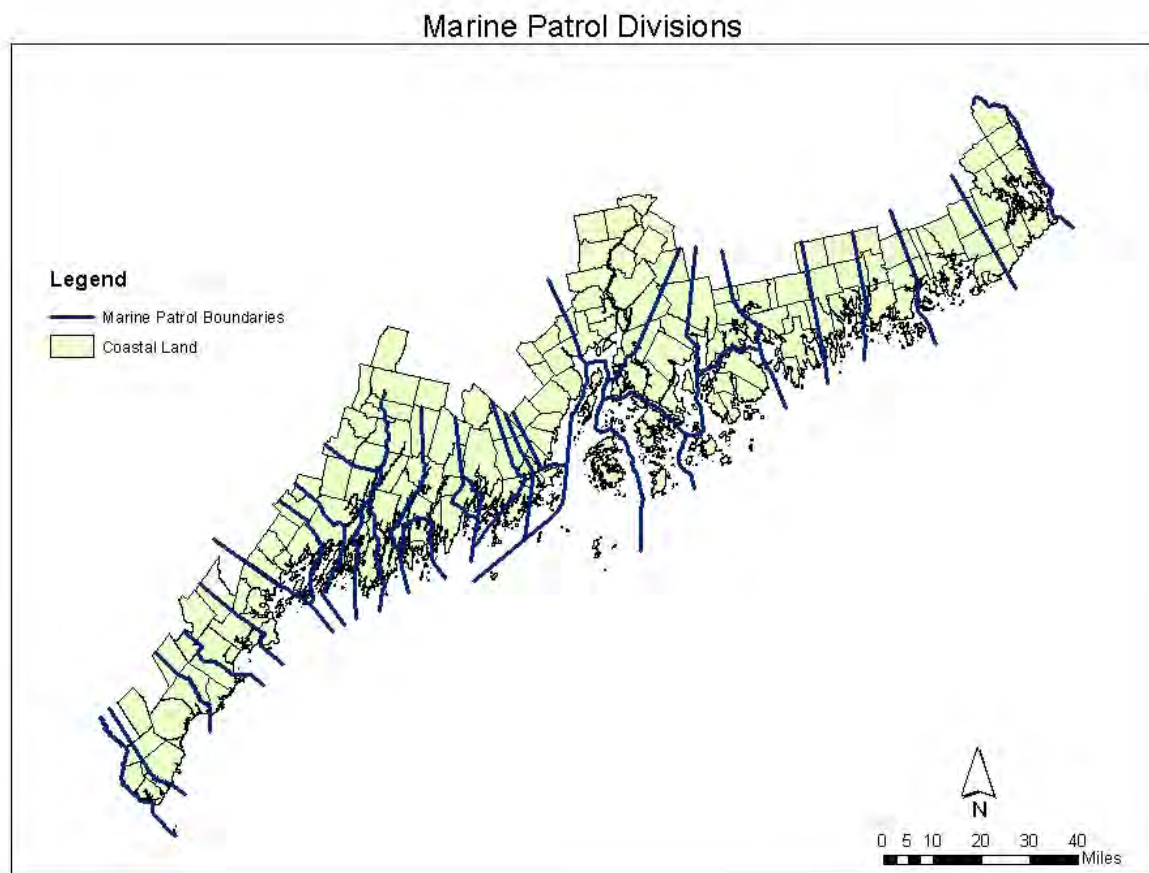 Marine Patrol Divisions
Legend
Marine Patrol Boundaries
Coastal Land
N
0 5 10 20 30 40
Miles